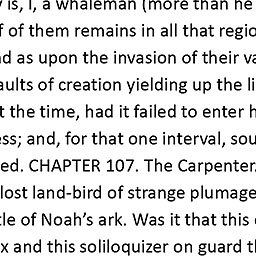 is, I, a whaleman (more than he
of them remains in all that regio
d as upon the invasion of their va
aults of creation yielding up the li
t the time, had it failed to enter h
ess; and, for that one interval, sou
ed. CHAPTER 107. The Carpenter.
lost land-bird of strange plumage
tle of Noah’s ark. Was it that this
x and this soliloquizer on guard t